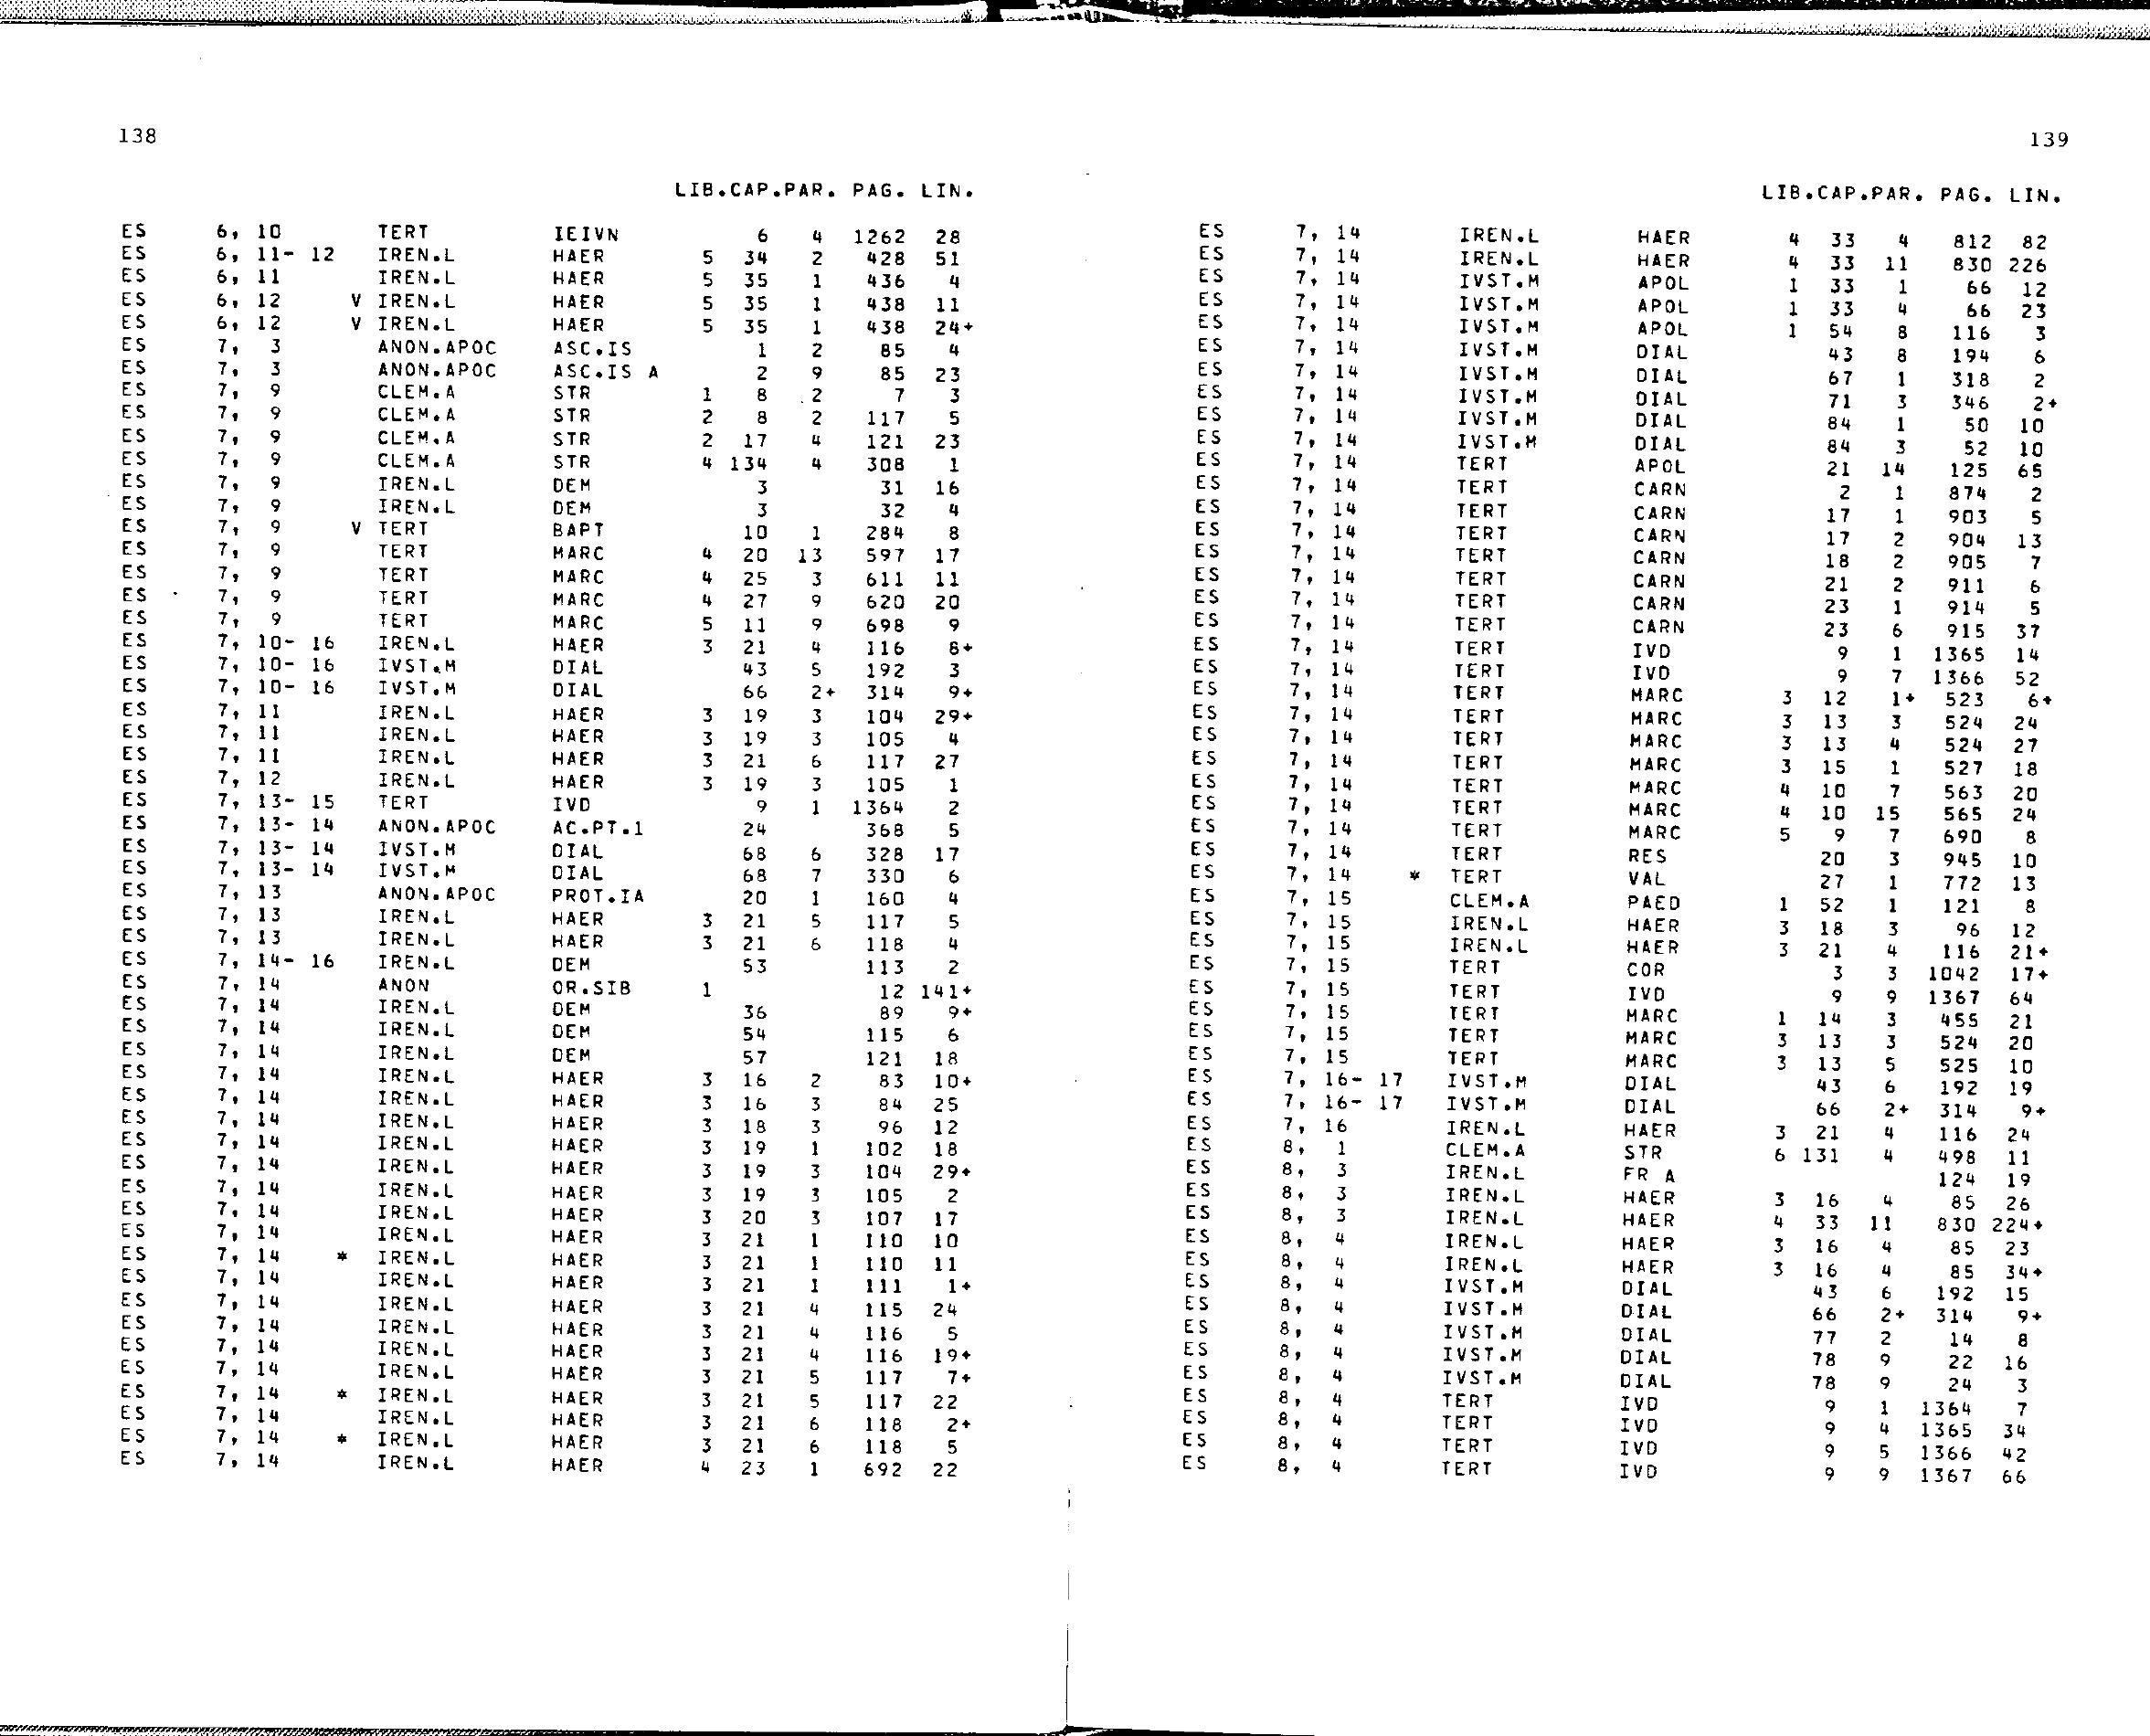 138
LIB.CAP.PAR. PAG. LIN.
ES 6, 10 TERT IEIVN 6 4 1262 28
ES 6, 11- 12 IREN.L HAER 5 34 2 428 51
ES 6, 11 IREN.L HAER 5 35 1 436 4
ES 6, 12 V IREN.L HAER 5 35 1 438 11
ES 6, 12 V IREN.L HAER 5 35 1 438 24+
ES 7, 3 ANON.APOC ASC.IS 1 2 85 4
ES 7, 3 ANON.APOC ASC.IS A 2 9 85 23
ES 7, 9 CLEM.A STR 1 8 2 7 3
ES 7, 9 CLEM.A STR 2 8 2 117 5
ES 7, 9 CLEM.A STR 2 17 4 121 23
ES 7, 9 CLEM.A STR 4 134 4 308 1
ES 7, 9 IREN.L DEM 3 31 16
ES 7, 9 IREN.L DEM 3 32 4
ES 7, 9 V TERT BAPT 10 1 284 8
ES 7, 9 TERT MARC 4 20 13 597 17
ES 7, 9 TERT MARC 4 25 3 611 11
ES 7, 9 TERT MARC 4 27 9 620 20
ES 7, 9 TERT MARC 5 11 9 698 9
ES 7, 10- 16 IREN.L HAER 3 21 4 116 8+
ES 7, 10- 16 IVST.M DIAL 43 5 192 3
ES 7, 10- 16 IVST.M DIAL 66 2+ 314 9+
ES 7, 11 IREN.L HAER 3 19 3 104 29+
ES 7, 11 IREN.L HAER 3 19 3 105 4
ES 7, 11 IREN.L HAER 3 21 6 117 27
ES 7, 12 IREN.L HAER 3 19 3 105 1
ES 7, 13- 15 TERT IVD 9 1 1364 2
ES 7, 13- 14 ANON.APOC AC.PT.1 24 368 5
ES 7, 13- 14 IVST.M DIAL 68 6 328 17
ES 7, 13- 14 IVST.M DIAL 68 7 330 6
ES 7, 13 ANON.APOC PROT.IA 20 1 160 4
ES 7, 13 IREN.L HAER 3 21 5 117 5
ES 7, 13 IREN.L HAER 3 21 6 118 4
ES 7, 14- 16 IREN.L DEM 53 113 2
ES 7, 14 ANON OR.SIB 1 12 141+
ES 7, 14 IREN.L DEM 36 89 9+
ES 7, 14 IREN.L DEM 54 115 6
ES 7, 14 IREN.L DEM 57 121 18
ES 7, 14 IREN.L HAER 3 16 2 83 10+
ES 7, 14 IREN.L HAER 3 16 3 84 25
ES 7, 14 IREN.L HAER 3 18 3 96 12
ES 7, 14 IREN.L HAER 3 19 1 102 18
ES 7, 14 IREN.L HAER 3 19 3 104 29+
ES 7, 14 IREN.L HAER 3 19 3 105 2
ES 7, 14 IREN.L HAER 3 20 3 107 17
ES 7, 14 IREN.L HAER 3 21 1 110 10
ES 7, 14 * IREN.L HAER 3 21 1 110 11
ES 7, 14 IREN.L HAER 3 21 1 111 1+
ES 7, 14 IREN.L HAER 3 21 4 115 24
ES 7, 14 IREN.L HAER 3 21 4 116 5
ES 7, 14 IREN.L HAER 3 21 4 116 19+
ES 7, 14 IREN.L HAER 3 21 5 117 7+
ES 7, 14 * IREN.L HAER 3 21 5 117 22
ES 7, 14 IREN.L HAER 3 21 6 118 2+
ES 7, 14 * IREN.L HAER 3 21 6 118 5
ES 7, 14 IREN.L HAER 4 23 1 692 22
139
LIB.CAP.PAR. PAG. LIN.
ES 7, 14 IREN.L HAER 4 33 4 812 82
ES 7, 14 IREN.L HAER 4 33 11 830 226
ES 7, 14 IVST.M APOL 1 33 1 66 12
ES 7, 14 IVST.M APOL 1 33 4 66 23
ES 7, 14 IVST.M APOL 1 54 8 116 3
ES 7, 14 IVST.M DIAL 43 8 194 6
ES 7, 14 IVST.M DIAL 67 1 318 2
ES 7, 14 IVST.M DIAL 71 3 346 2+
ES 7, 14 IVST.M DIAL 84 1 50 10
ES 7, 14 IVST.M DIAL 84 3 52 10
ES 7, 14 TERT APOL 21 14 125 65
ES 7, 14 TERT CARN 2 1 874 2
ES 7, 14 TERT CARN 17 1 903 5
ES 7, 14 TERT CARN 17 2 904 13
ES 7, 14 TERT CARN 18 2 905 7
ES 7, 14 TERT CARN 21 2 911 6
ES 7, 14 TERT CARN 23 1 914 5
ES 7, 14 TERT CARN 23 6 915 37
ES 7, 14 TERT IVD 9 1 1365 14
ES 7, 14 TERT IVD 9 7 1366 52
ES 7, 14 TERT MARC 3 12 1+ 523 6+
ES 7, 14 TERT MARC 3 13 3 524 24
ES 7, 14 TERT MARC 3 13 4 524 27
ES 7, 14 TERT MARC 3 15 1 527 18
ES 7, 14 TERT MARC 4 10 7 563 20
ES 7, 14 TERT MARC 4 10 15 565 24
ES 7, 14 TERT MARC 5 9 7 690 8
ES 7, 14 TERT RES 20 3 945 10
ES 7, 14 * TERT VAL 27 1 772 13
ES 7, 15 CLEM.A PAED 1 52 1 121 8
ES 7, 15 IREN.L HAER 3 18 3 96 12
ES 7, 15 IREN.L HAER 3 21 4 116 21+
ES 7, 15 TERT COR 3 3 1042 17+
ES 7, 15 TERT IVD 9 9 1367 64
ES 7, 15 TERT MARC 1 14 3 455 21
ES 7, 15 TERT MARC 3 13 3 524 20
ES 7, 15 TERT MARC 3 13 5 525 10
ES 7, 16- 17 IVST.M DIAL 43 6 192 19
ES 7, 16- 17 IVST.M DIAL 66 2+ 314 9+
ES 7, 16 IREN.L HAER 3 21 4 116 24
ES 8, 1 CLEM.A STR 6 131 4 498 11
ES 8, 3 IREN.L FR A 124 19
ES 8, 3 IREN.L HAER 3 16 4 85 26
ES 8, 3 IREN.L HAER 4 33 11 830 224+
ES 8, 4 IREN.L HAER 3 16 4 85 23
ES 8, 4 IREN.L HAER 3 16 4 85 34+
ES 8, 4 IVST.M DIAL 43 6 192 15
ES 8, 4 IVST.M DIAL 66 2+ 314 9+
ES 8, 4 IVST.M DIAL 77 2 14 8
ES 8, 4 IVST.M DIAL 78 9 22 16
ES 8, 4 IVST.M DIAL 78 9 24 3
ES 8, 4 TERT IVD 9 1 1364 7
ES 8, 4 TERT IVD 9 4 1365 34
ES 8, 4 TERT IVD 9 5 1366 42
ES 8, 4 TERT IVD 9 9 1367 66